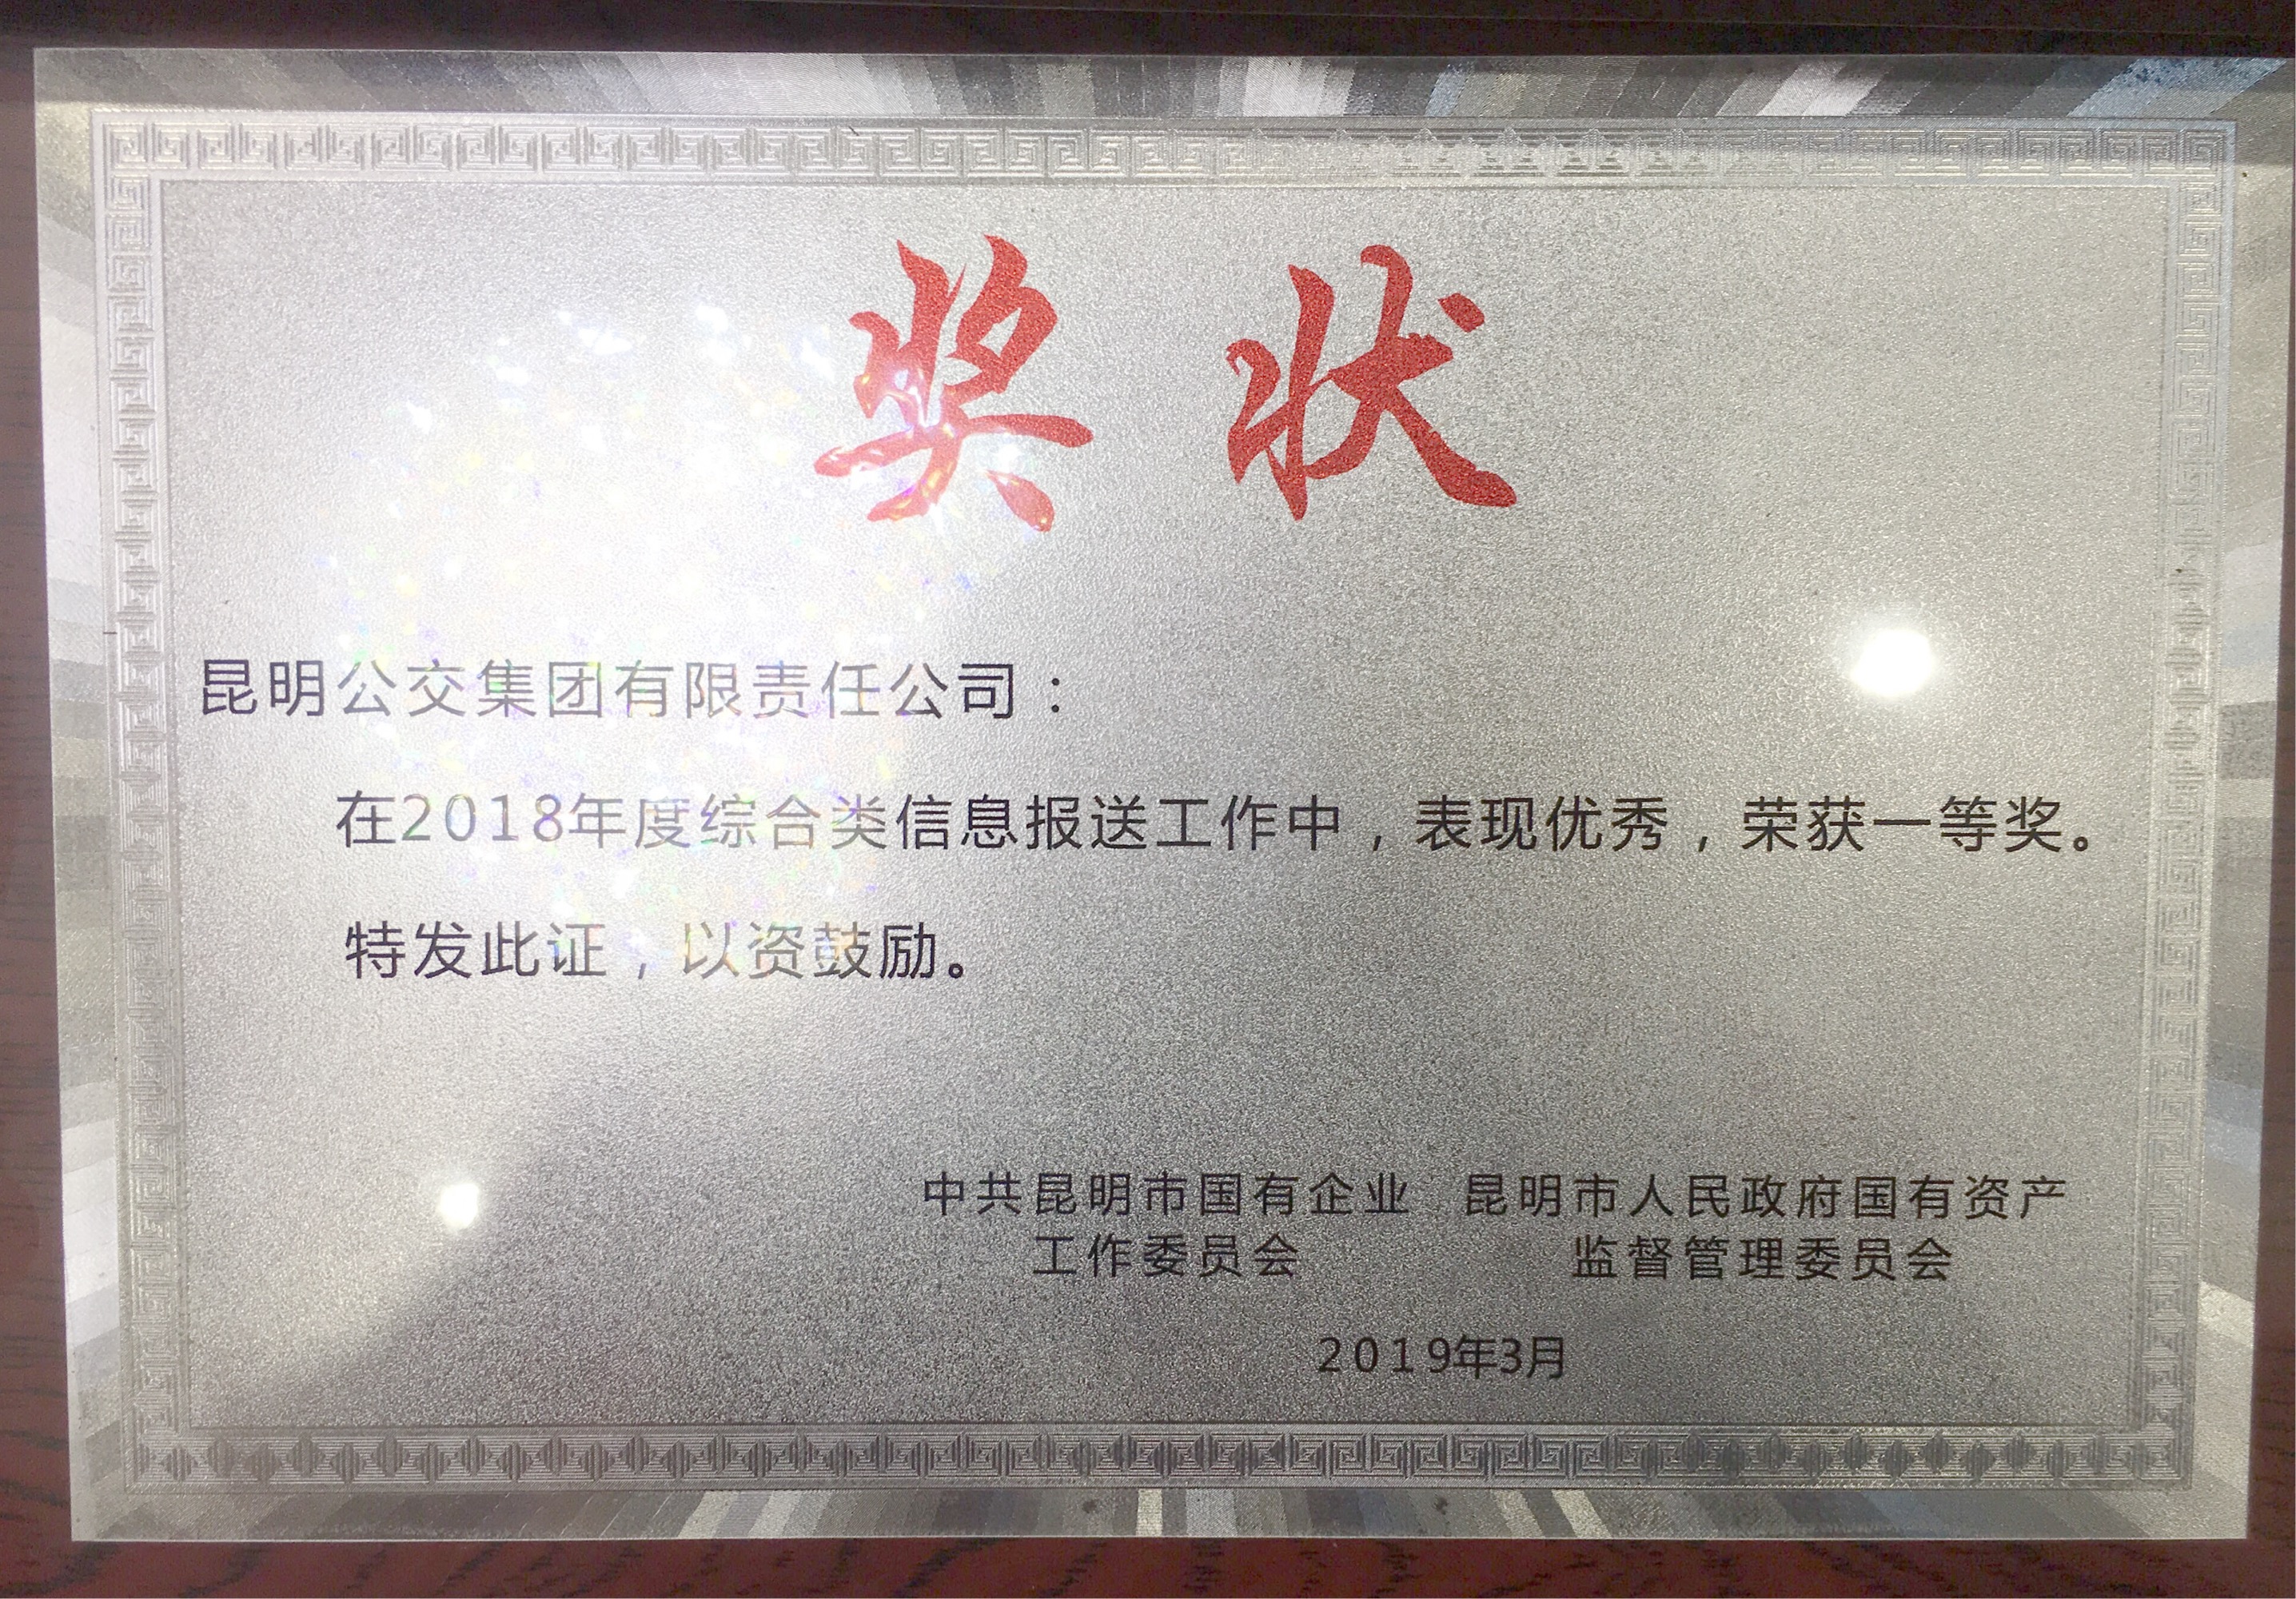 奖状
昆明公交集团有限责任公司：
在2018年度综合类信息报送工作中，表现优秀，荣获一等奖。
特发此证，以资鼓励。
中共昆明市国有企业 昆明市人民政府国有资产
工作委员会 监督管理委员会
2019年3月